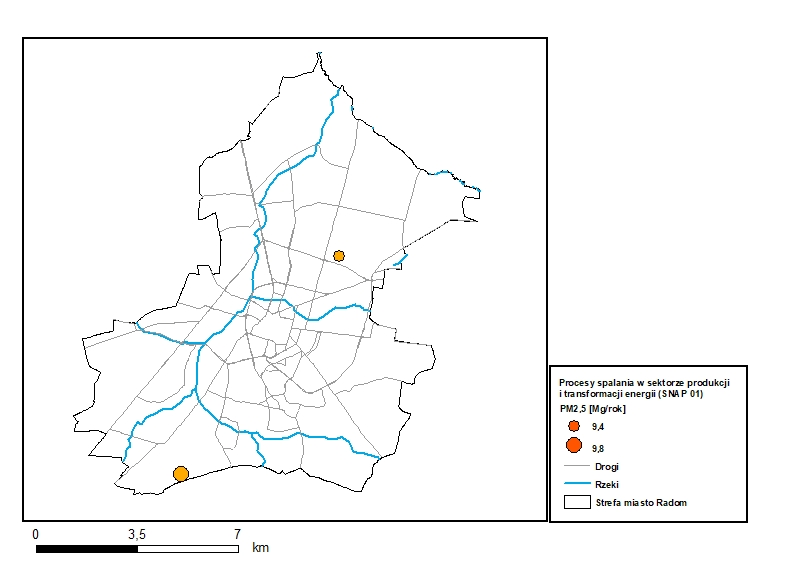 Procesy spalania w sektorze produkcji
i transformacji energii (SNAP 01)
PM2,5 [Mg/rok]
9,4
9,8
Drogi
Rzeki
Strefa miasto Radom
0 3,5 7
km